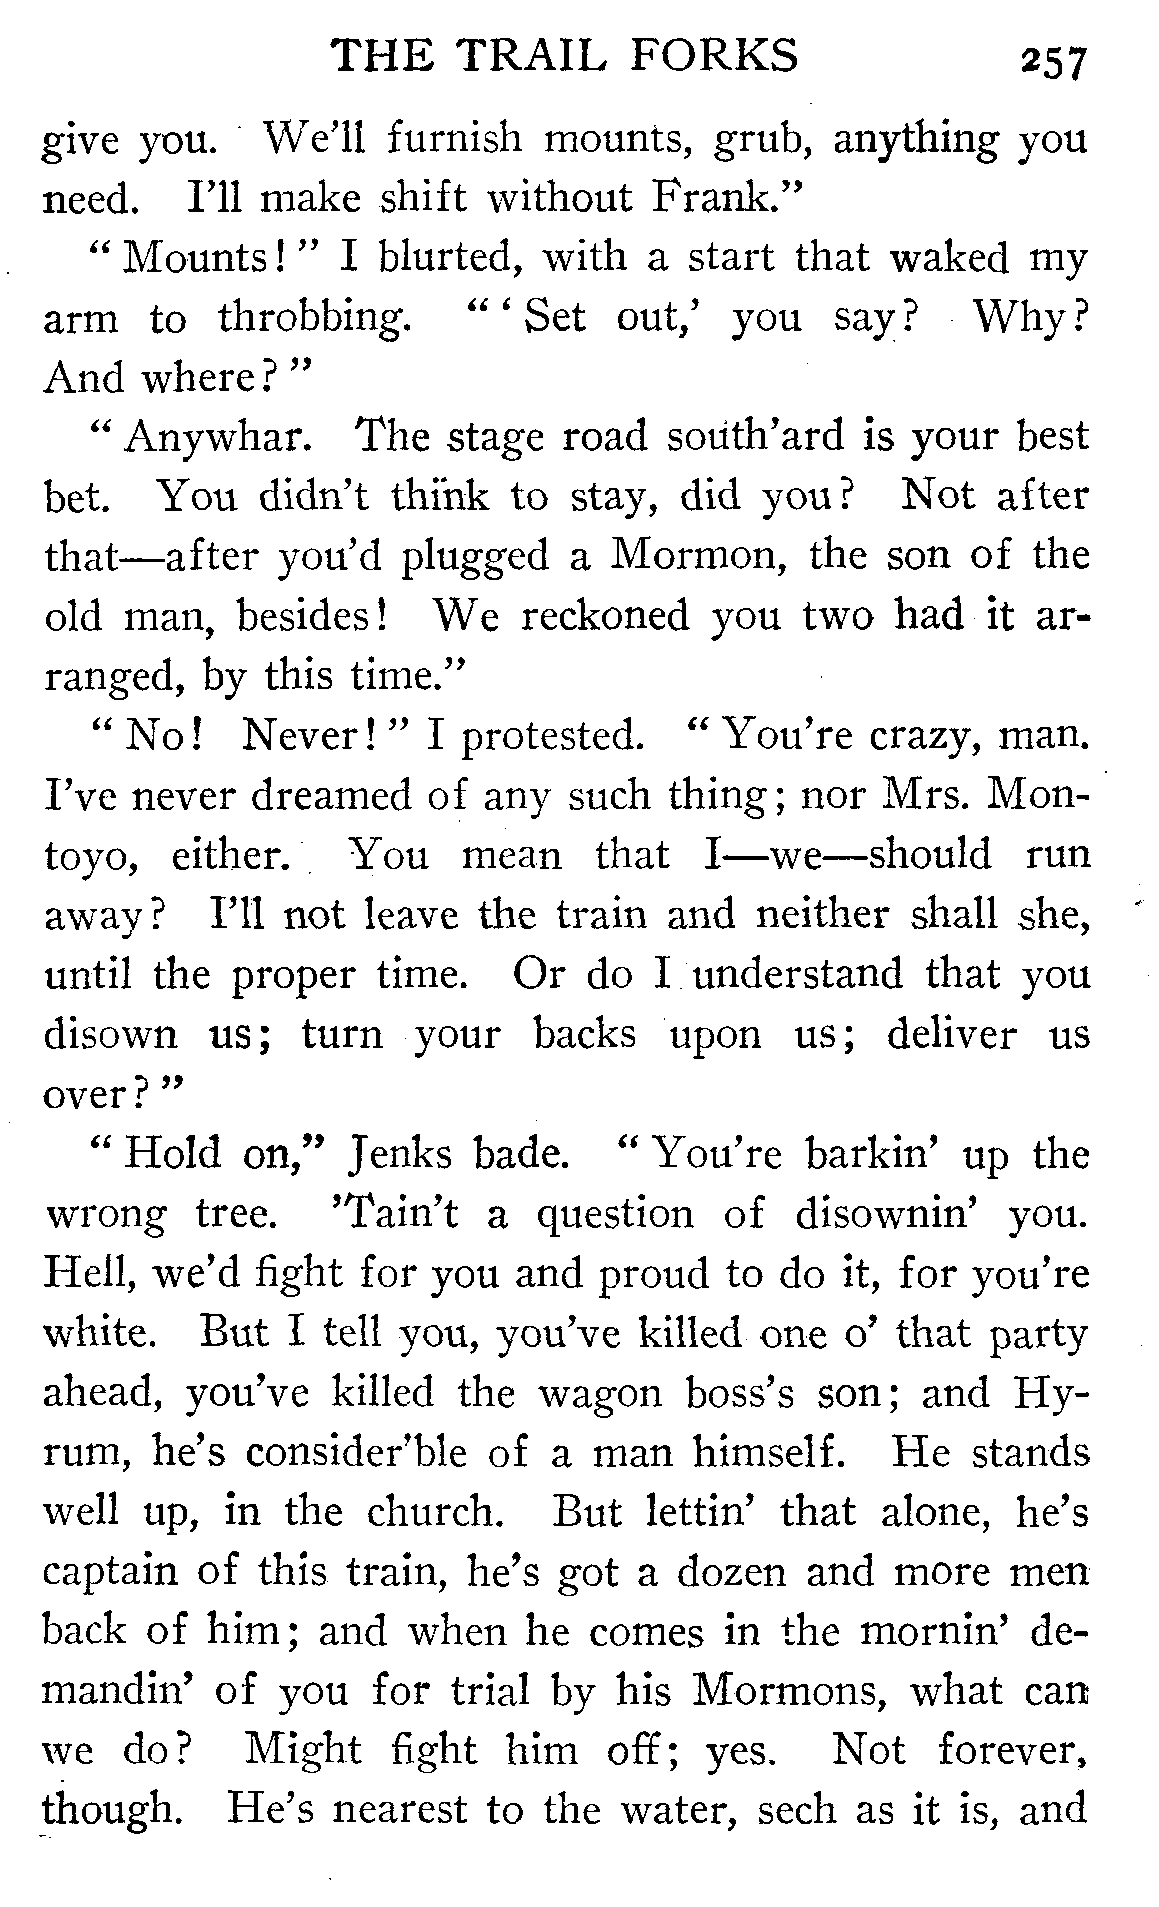 THE TRAIL FORKS 257
give you. We'll furnish mounts, grub, anything you
need. I'll make shift without Frank."
" Mounts! " I blurted, with a start that waked my
arm to throbbing. " ' Set out,' you say? Why?
And where? "
" Anywhar. The stage road south'ard is your best
bet. You didn't think to stay, did you? Not after
that—after you'd plugged a Mormon, the son of the
old man, besides! We reckoned you two had it ar-
ranged, by this time."
" No! Never! " I protested. " You're crazy, man.
I've never dreamed of any such thing; nor Mrs. Mon-
toyo, either. You mean that I—we—should run
away? I'll not leave the train and neither shall she,
until the proper time. Or do I understand that you
disown us; turn your backs upon us; deliver us
over? "
" Hold on," Jenks bade. " You're barkin' up the
wrong tree. 'Tain't a question of disownin' you.
Hell, we'd fight for you and proud to do it, for you're
white. But I tell you, you've killed one o' that party
ahead, you've killed the wagon boss's son; and Hy-
rum, he's consider'ble of a man himself. He stands
well up, in the church. But lettin' that alone, he's
captain of this train, he's got a dozen and more men
back of him; and when he comes in the mornin' de-
mandin' of you for trial by his Mormons, what can
we do? Might fight him off; yes. Not forever,
though. He's nearest to the water, sech as it is, and